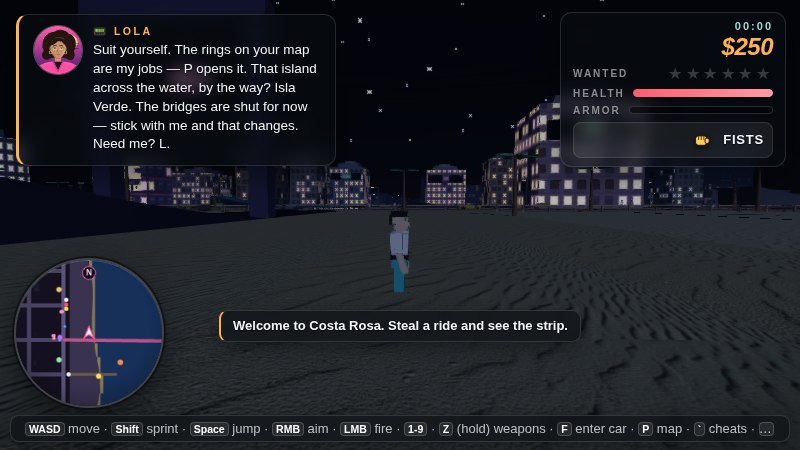 LOLA
Suit yourself. The rings on your map
are my jobs — P opens it. That island
across the water, by the way? Isla
Verde. The bridges are shut for now
— stick with me and that changes.
Need me? L.
00:00
$250
WANTED ★★★★★★
HEALTH
ARMOR
FISTS
N
Welcome to Costa Rosa. Steal a ride and see the strip.
WASD move · Shift sprint · Space jump · RMB aim · LMB fire · 1-9 · Z (hold) weapons · F enter car · P map · ` cheats · ...